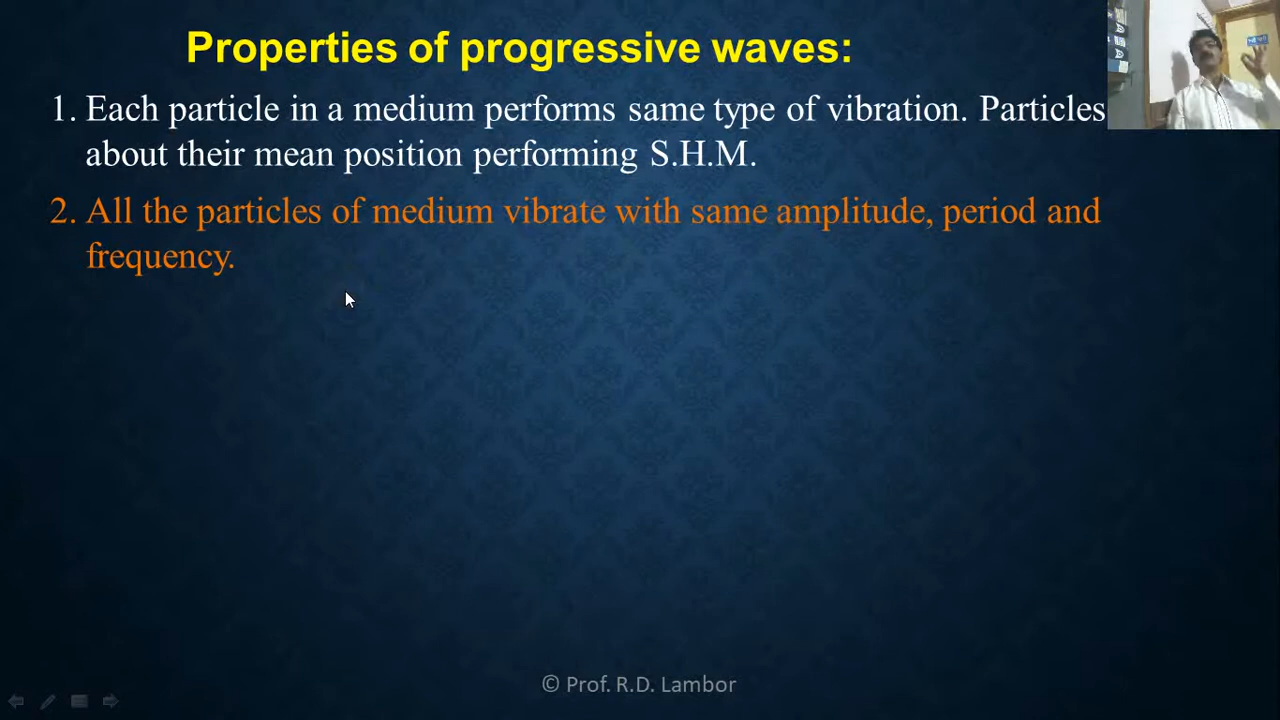 Properties of progressive waves:
1. Each particle in a medium performs same type of vibration. Particles
about their mean position performing S.H.M.
2. All the particles of medium vibrate with same amplitude, period and
frequency.
© Prof. R.D. Lambor